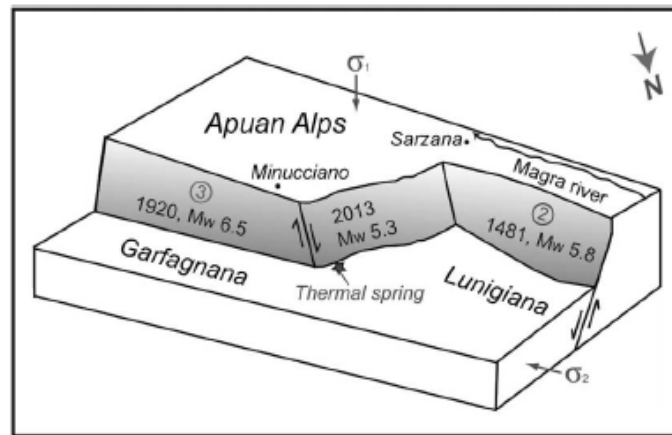 σ₁
N
Apuan Alps
Sarzana
Magra river
Minucciano
③
1920, Mw 6.5
2013
Mw 5.3
②
1481, Mw 5.8
Garfagnana
Thermal spring
Lunigiana
σ₂